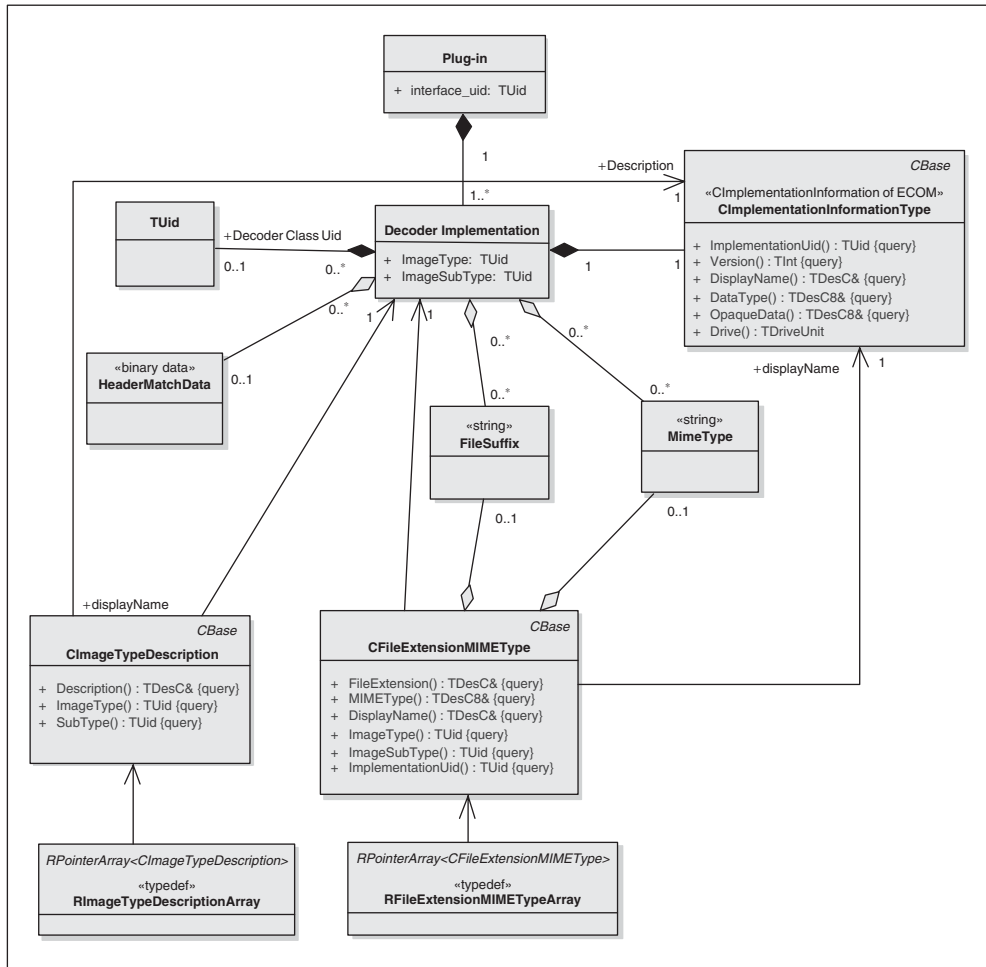 Plug-in
+ interface_uid: TUid
1
1..*
+Description
1
CBase
«CImplementationInformation of ECOM»
CImplementationInformationType
+ ImplementationUid() : TUid {query}
+ Version() : TInt {query}
+ DisplayName() : TDesC& {query}
+ DataType() : TDesC8& {query}
+ OpaqueData() : TDesC8& {query}
+ Drive() : TDriveUnit
TUid
+Decoder Class Uid
0..1
0..*
Decoder Implementation
+ ImageType: TUid
+ ImageSubType: TUid
1
1
0..*
1
1
0..*
0..*
«binary data»
HeaderMatchData
0..1
+displayName
1
0..*
0..*
«string»
FileSuffix
0..1
«string»
MimeType
0..1
+displayName
CBase
CImageTypeDescription
+ Description() : TDesC& {query}
+ ImageType() : TUid {query}
+ SubType() : TUid {query}
CBase
CFileExtensionMIMEType
+ FileExtension() : TDesC& {query}
+ MIMEType() : TDesC8& {query}
+ DisplayName() : TDesC& {query}
+ ImageType() : TUid {query}
+ ImageSubType() : TUid {query}
+ ImplementationUid() : TUid {query}
RPointerArray<CImageTypeDescription>
«typedef»
RImageTypeDescriptionArray
RPointerArray<CFileExtensionMIMEType>
«typedef»
RFileExtensionMIMETypeArray